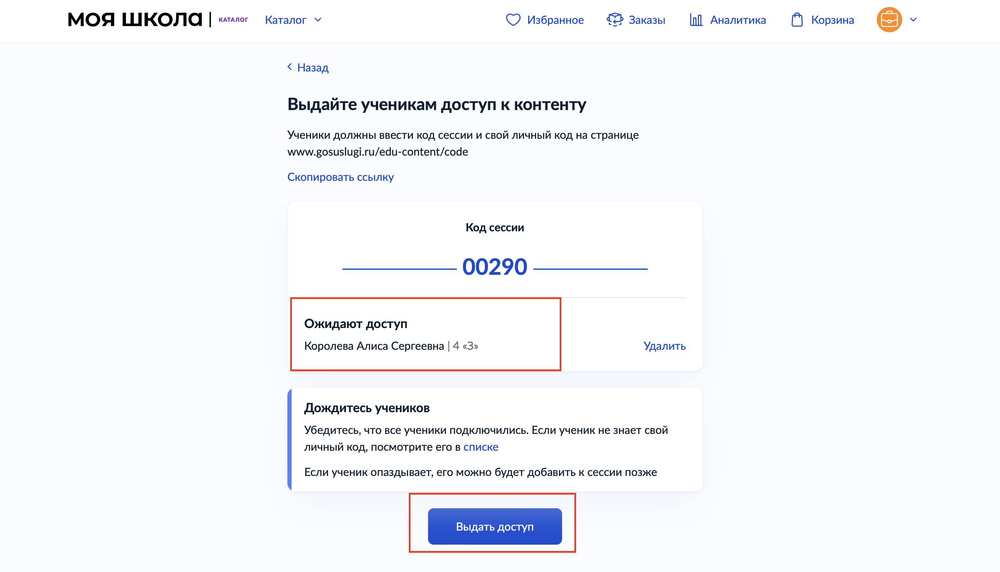 МОЯ ШКОЛА | КАТАЛОГ Каталог Избранное Заказы Аналитика Корзина
Назад
Выдайте ученикам доступ к контенту
Ученики должны ввести код сессии и свой личный код на странице
www.gosuslugi.ru/edu-content/code
Скопировать ссылку
Код сессии
00290
Ожидают доступ
Королева Алиса Сергеевна | 4 «З» Удалить
Дождитесь учеников
Убедитесь, что все ученики подключились. Если ученик не знает свой
личный код, посмотрите его в списке
Если ученик опаздывает, его можно будет добавить к сессии позже
Выдать доступ